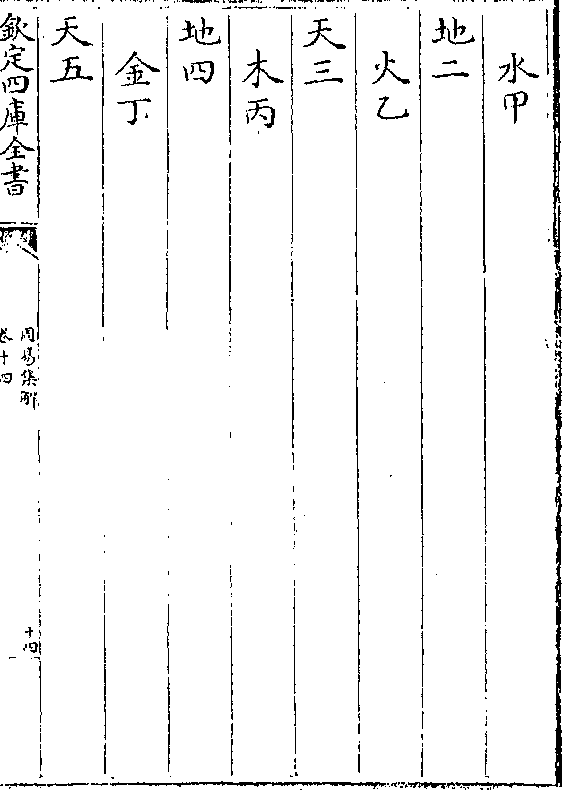 水甲
地二
火乙
天三
木丙
地四
金丁
天五
欽定四庫全書
周易集解
卷十四
十四